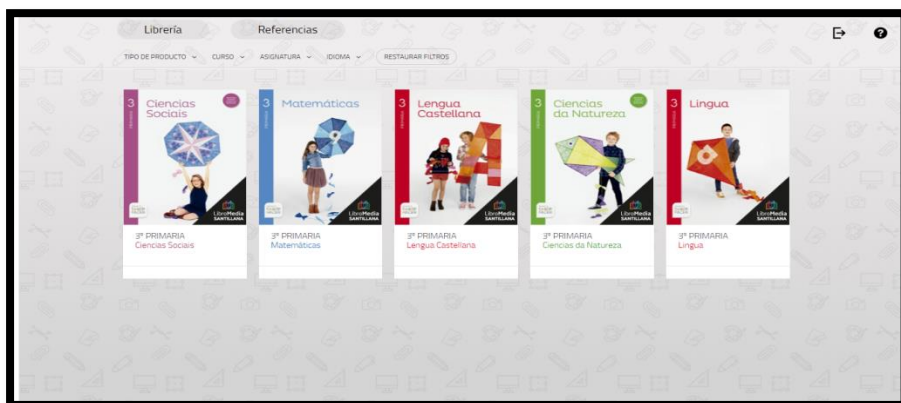 Librería
Referencias
TIPO DE PRODUCTO
CURSO
ASIGNATURA
IDIOMA
RESTAURAR FILTROS
3
Ciencias
Sociais
LibroMedia
SANTILLANA
3
Matemáticas
LibroMedia
SANTILLANA
3
Lengua
Castellana
LibroMedia
SANTILLANA
3
Ciencias
da Natureza
LibroMedia
SANTILLANA
3
Lingua
LibroMedia
SANTILLANA
3º PRIMARIA
Ciencias Sociais
3º PRIMARIA
Matemáticas
3º PRIMARIA
Lengua Castellana
3º PRIMARIA
Ciencias da Natureza
3º PRIMARIA
Lingua